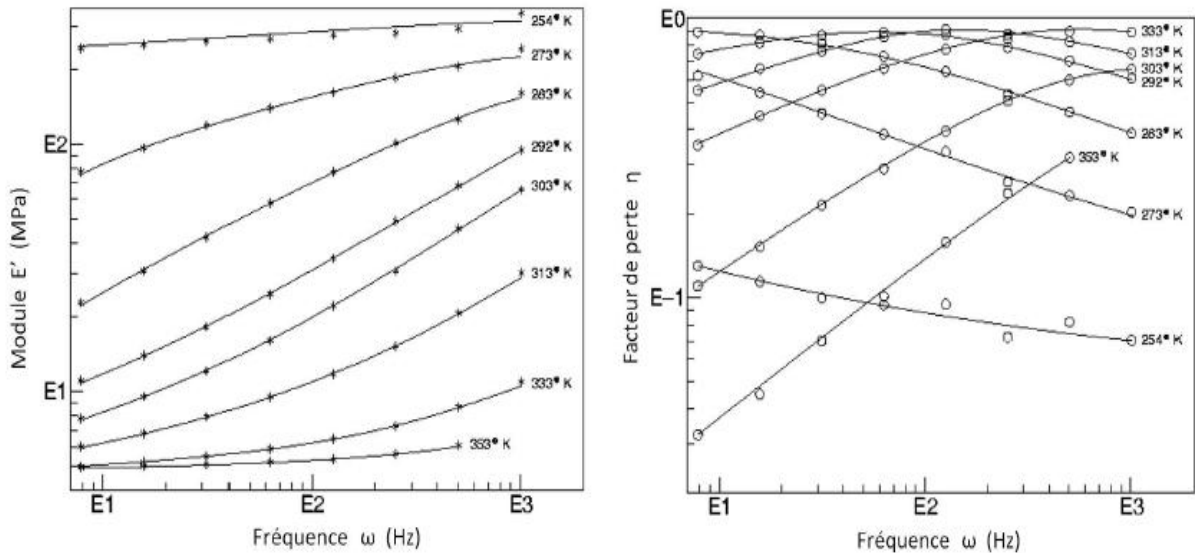 254° K
273° K
283° K
292° K
303° K
313° K
333° K
353° K
E2
E1
Module E' (MPa)
E1
E2
E3
Fréquence ω (Hz)
E0
E-1
Facteur de perte η
333° K
313° K
303° K
292° K
283° K
353° K
273° K
254° K
E1
E2
E3
Fréquence ω (Hz)